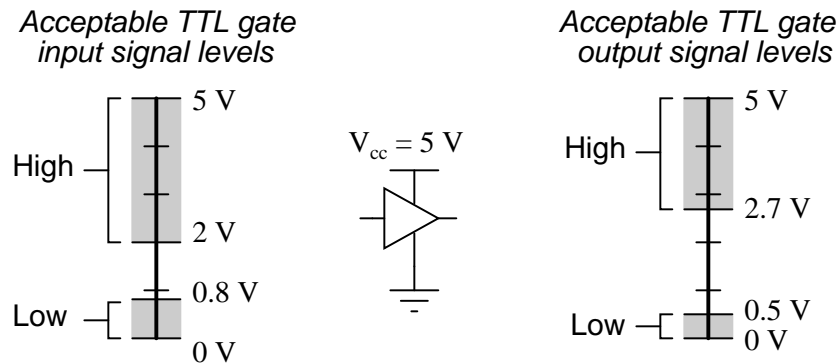 Acceptable TTL gate
input signal levels
5 V
High
2 V
0.8 V
Low
0 V
V_cc = 5 V
Acceptable TTL gate
output signal levels
5 V
High
2.7 V
0.5 V
Low
0 V